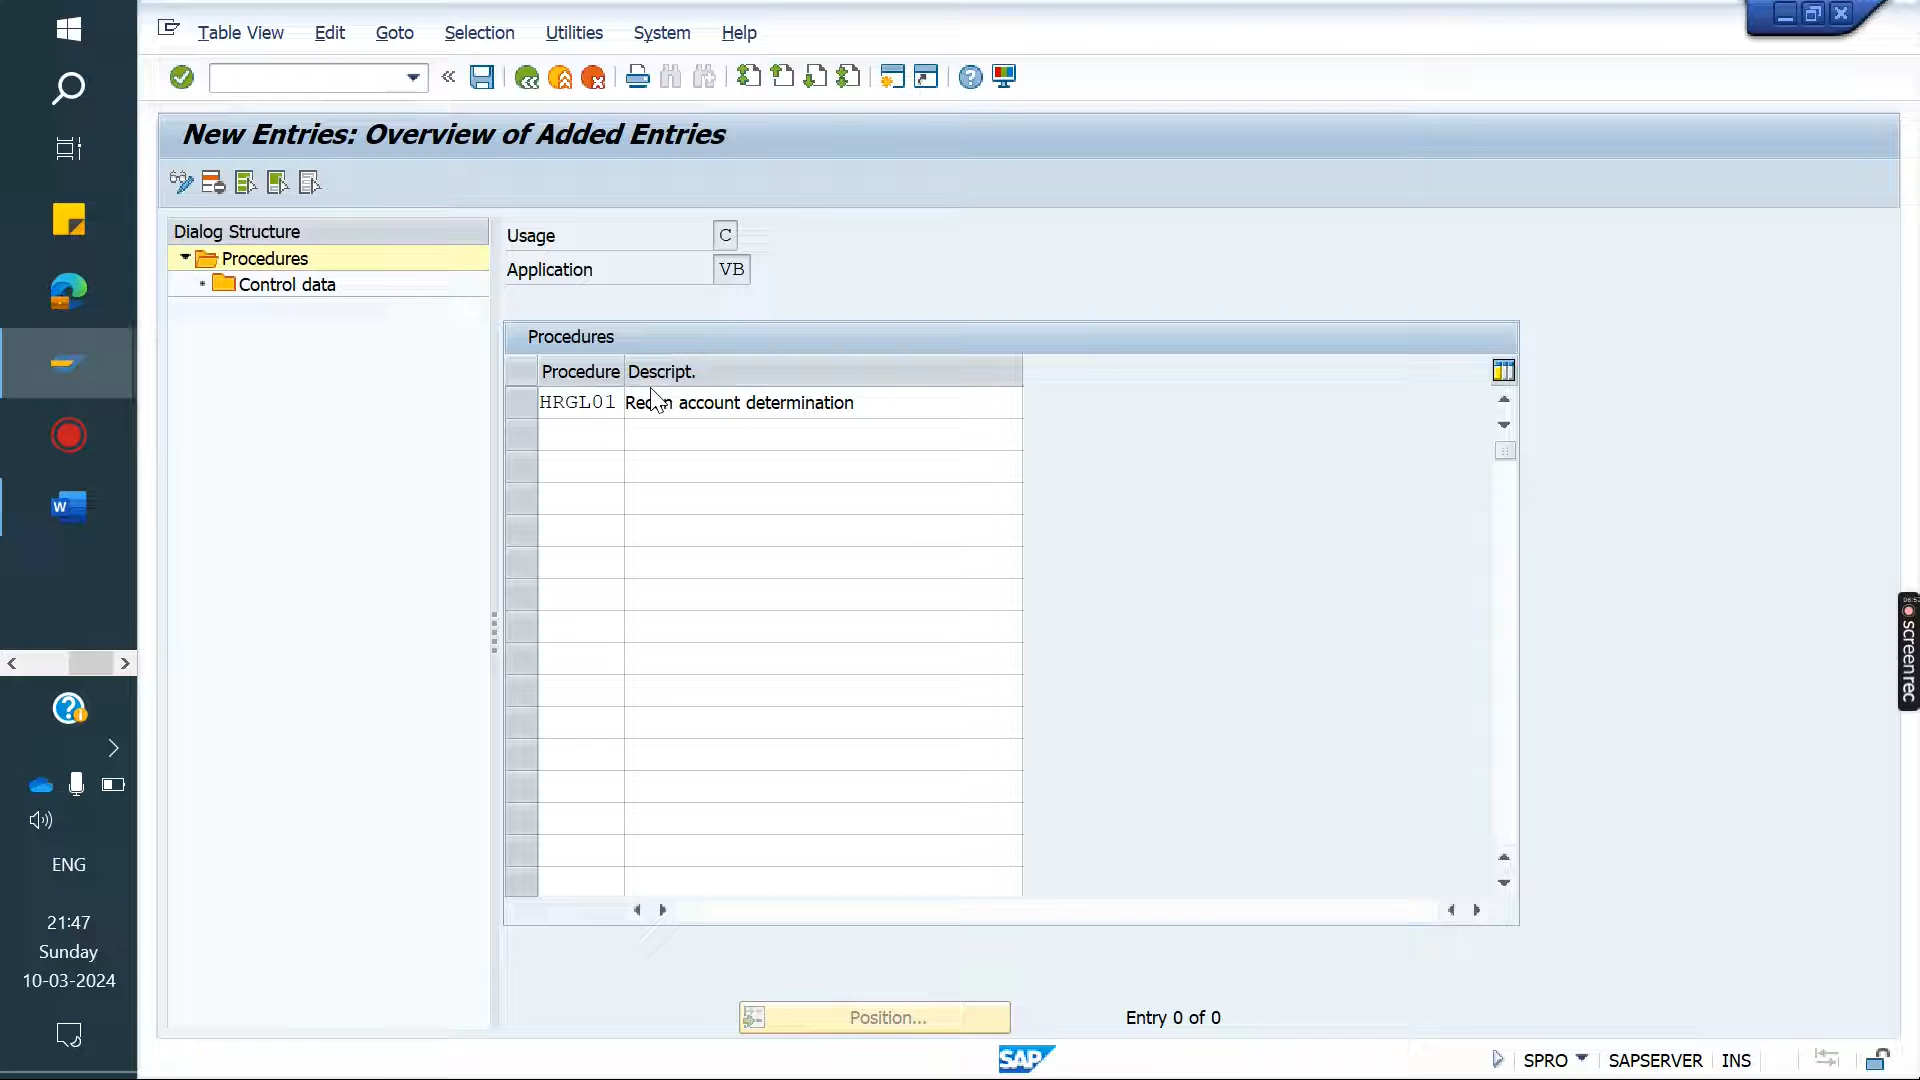 Table View Edit Goto Selection Utilities System Help
New Entries: Overview of Added Entries
Dialog Structure
Procedures
Control data
Usage C
Application VB
Procedures
Procedure Descript.
HRGL01 account determination
W
ENG
21:47
Sunday
10-03-2024
Position...
Entry 0 of 0
SAP
SPRO SAPSERVER INS
screenrec